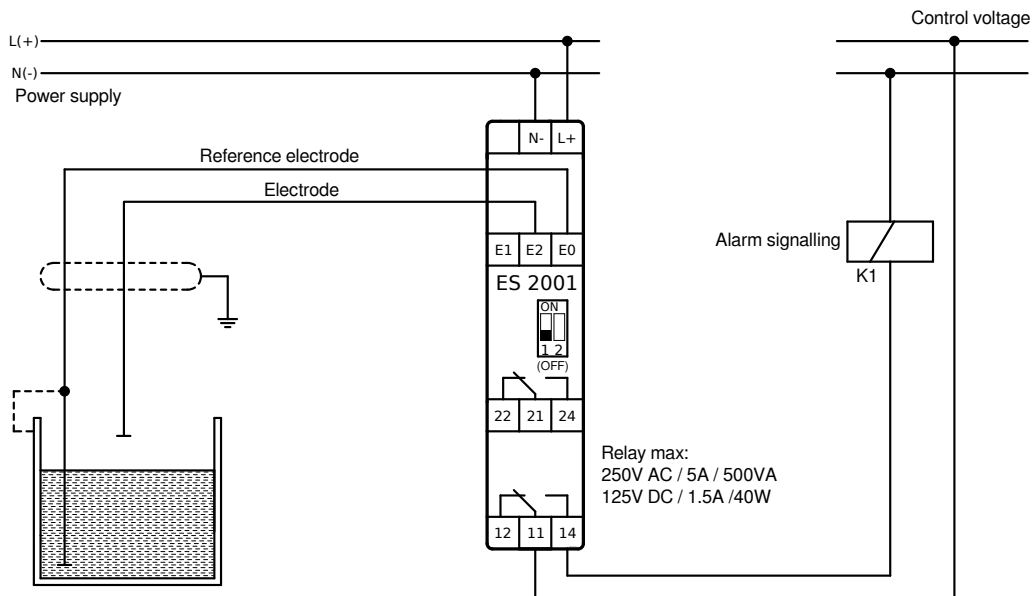 Control voltage
L(+)
N(-)
Power supply
N- L+
Reference electrode
Electrode
E1 E2 E0
Alarm signalling
K1
ES 2001
ON
1 2
(OFF)
22 21 24
Relay max:
250V AC / 5A / 500VA
125V DC / 1.5A /40W
12 11 14